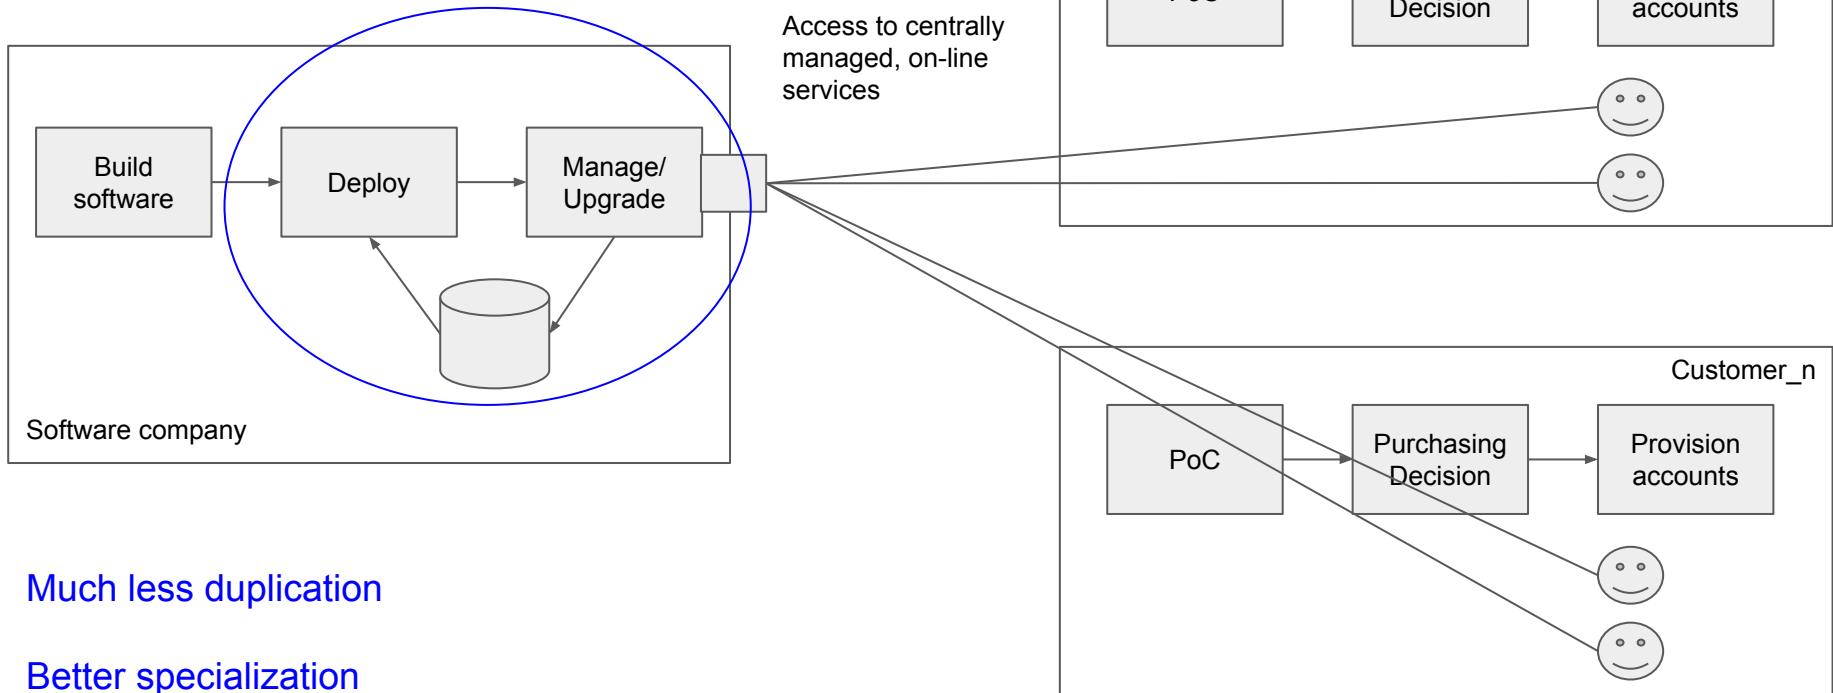 Access to centrally
managed, on-line
services
Decision
accounts
Build
software
Deploy
Manage/
Upgrade
Software company
Customer_n
PoC
Purchasing
Decision
Provision
accounts
Much less duplication
Better specialization